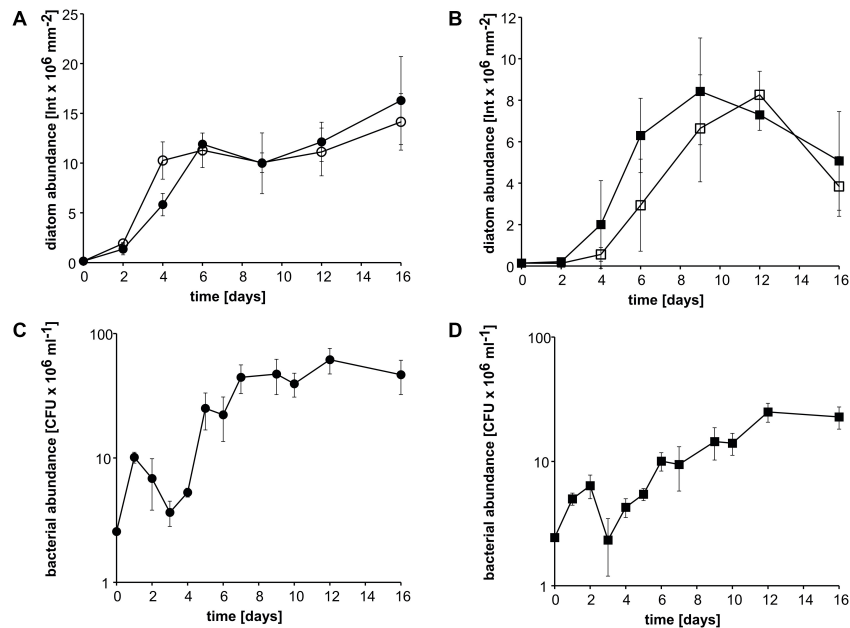 A
diatom abundance [Int x 10⁶ mm⁻²]
25
20
15
10
5
0
0 2 4 6 8 10 12 14 16
time [days]
B
diatom abundance [Int x 10⁶ mm⁻²]
12
10
8
6
4
2
0
0 2 4 6 8 10 12 14 16
time [days]
C
bacterial abundance [CFU x 10⁶ ml⁻¹]
100
10
1
0 2 4 6 8 10 12 14 16
time [days]
D
bacterial abundance [CFU x 10⁶ ml⁻¹]
100
10
1
0 2 4 6 8 10 12 14 16
time [days]